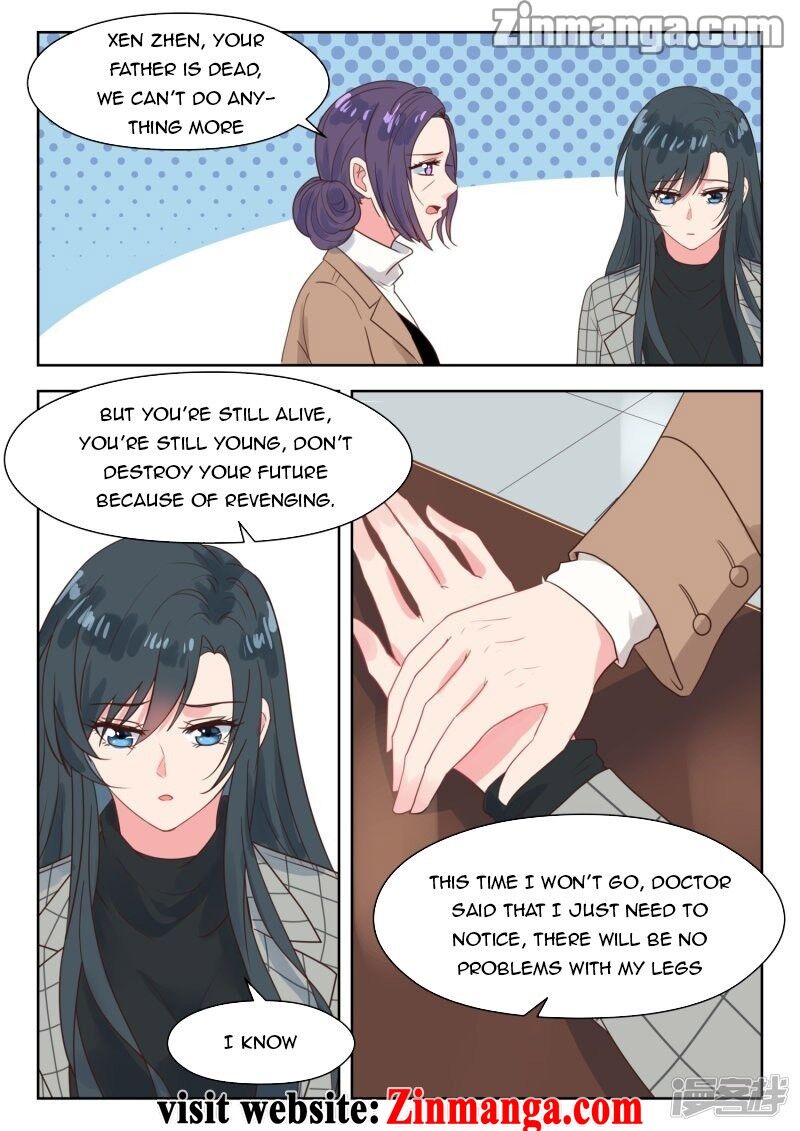 Zinmanga.com
XEN ZHEN, YOUR
FATHER IS DEAD,
WE CAN'T DO ANY-
THING MORE
BUT YOU'RE STILL ALIVE,
YOU'RE STILL YOUNG, DON'T
DESTROY YOUR FUTURE
BECAUSE OF REVENGING.
THIS TIME I WON'T GO, DOCTOR
SAID THAT I JUST NEED TO
NOTICE, THERE WILL BE NO
PROBLEMS WITH MY LEGS
I KNOW
漫客栈
visit website: Zinmanga.com